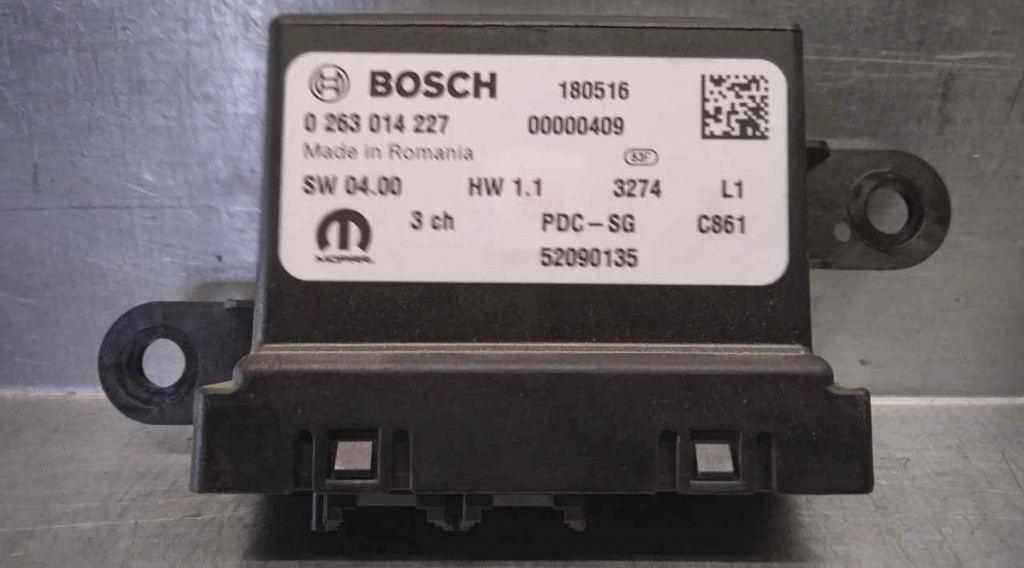 BOSCH 180516
0 263 014 227 00000409
Made in Romania 63F
SW 04.00 HW 1.1 3274 L1
3 ch PDC-SG C861
MOPAR 52090135